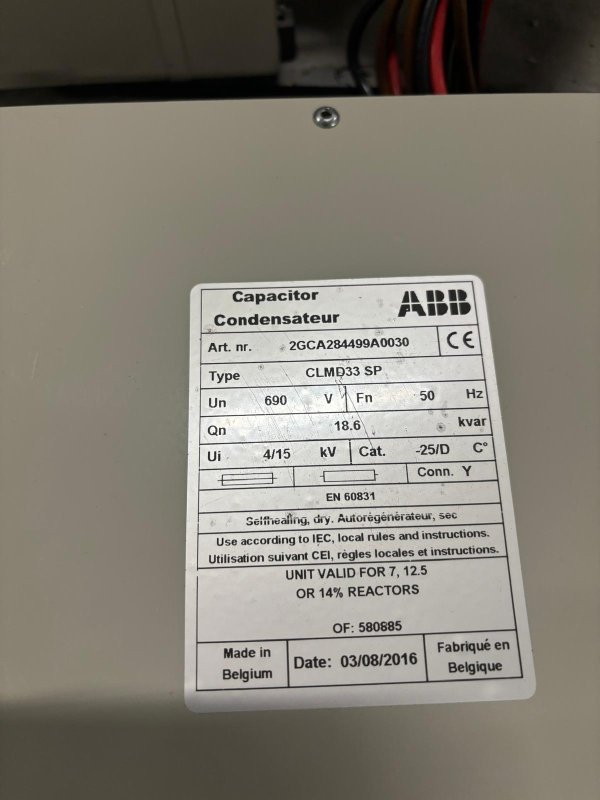 Capacitor
Condensateur
ABB
Art. nr. 2GCA284499A0030 CE
Type CLMD33 SP
Un 690 V Fn 50 Hz
Qn 18.6 kvar
Ui 4/15 kV Cat. -25/D C°
Conn. Y
EN 60831
Selfhealing, dry. Autorégénérateur, sec
Use according to IEC, local rules and instructions.
Utilisation suivant CEI, règles locales et instructions.
UNIT VALID FOR 7, 12.5
OR 14% REACTORS
OF: 580885
Made in
Belgium
Date: 03/08/2016
Fabriqué en
Belgique